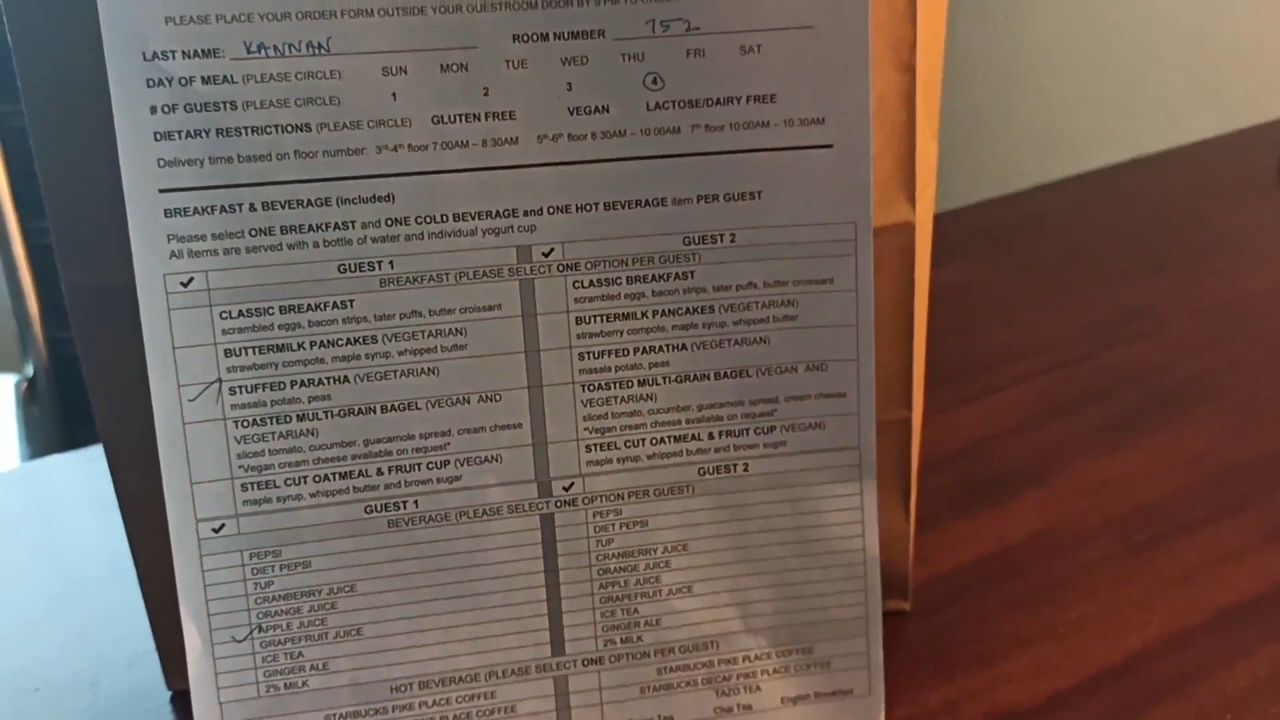 PLEASE PLACE YOUR ORDER FORM OUTSIDE YOUR GUESTROOM DOOR BY
LAST NAME: KANNAN ROOM NUMBER 752
DAY OF MEAL (PLEASE CIRCLE): SUN MON TUE WED THU FRI SAT
# OF GUESTS (PLEASE CIRCLE) 1 2 3 4
DIETARY RESTRICTIONS (PLEASE CIRCLE) GLUTEN FREE VEGAN LACTOSE/DAIRY FREE
Delivery time based on floor number: 3rd-4th floor 7:00AM – 8:30AM 5th-6th floor 8:30AM – 10:00AM 7th floor 10:00AM – 10:30AM
BREAKFAST & BEVERAGE (included)
Please select ONE BREAKFAST and ONE COLD BEVERAGE and ONE HOT BEVERAGE item PER GUEST
All items are served with a bottle of water and individual yogurt cup
✓ GUEST 1 ✓ GUEST 2
BREAKFAST (PLEASE SELECT ONE OPTION PER GUEST)
CLASSIC BREAKFAST
scrambled eggs, bacon strips, tater puffs, butter croissant
BUTTERMILK PANCAKES (VEGETARIAN)
strawberry compote, maple syrup, whipped butter
STUFFED PARATHA (VEGETARIAN)
masala potato, peas
TOASTED MULTI-GRAIN BAGEL (VEGAN AND
VEGETARIAN)
sliced tomato, cucumber, guacamole spread, cream cheese
*Vegan cream cheese available on request*
STEEL CUT OATMEAL & FRUIT CUP (VEGAN)
maple syrup, whipped butter and brown sugar
CLASSIC BREAKFAST
scrambled eggs, bacon strips, tater puffs, butter croissant
BUTTERMILK PANCAKES (VEGETARIAN)
strawberry compote, maple syrup, whipped butter
STUFFED PARATHA (VEGETARIAN)
masala potato, peas
TOASTED MULTI-GRAIN BAGEL (VEGAN AND
VEGETARIAN)
sliced tomato, cucumber, guacamole spread, cream cheese
*Vegan cream cheese available on request*
STEEL CUT OATMEAL & FRUIT CUP (VEGAN)
maple syrup, whipped butter and brown sugar
✓ GUEST 1 ✓ GUEST 2
BEVERAGE (PLEASE SELECT ONE OPTION PER GUEST)
PEPSI
DIET PEPSI
7UP
CRANBERRY JUICE
ORANGE JUICE
APPLE JUICE
GRAPEFRUIT JUICE
ICE TEA
GINGER ALE
2% MILK
PEPSI
DIET PEPSI
7UP
CRANBERRY JUICE
ORANGE JUICE
APPLE JUICE
GRAPEFRUIT JUICE
ICE TEA
GINGER ALE
2% MILK
HOT BEVERAGE (PLEASE SELECT ONE OPTION PER GUEST)
STARBUCKS PIKE PLACE COFFEE
PLACE COFFEE
STARBUCKS PIKE PLACE COFFEE
STARBUCKS DECAF PIKE PLACE COFFEE
TAZO TEA
Tea Chai Tea English Breakfast